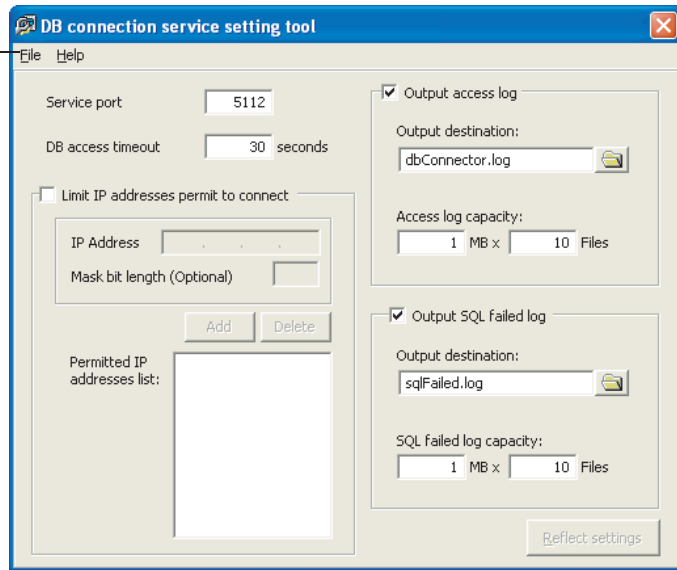 DB connection service setting tool
File Help
Service port 5112
DB access timeout 30 seconds
Limit IP addresses permit to connect
IP Address . . .
Mask bit length (Optional)
Add Delete
Permitted IP
addresses list:
Output access log
Output destination:
dbConnector.log
Access log capacity:
1 MB x 10 Files
Output SQL failed log
Output destination:
sqlFailed.log
SQL failed log capacity:
1 MB x 10 Files
Reflect settings